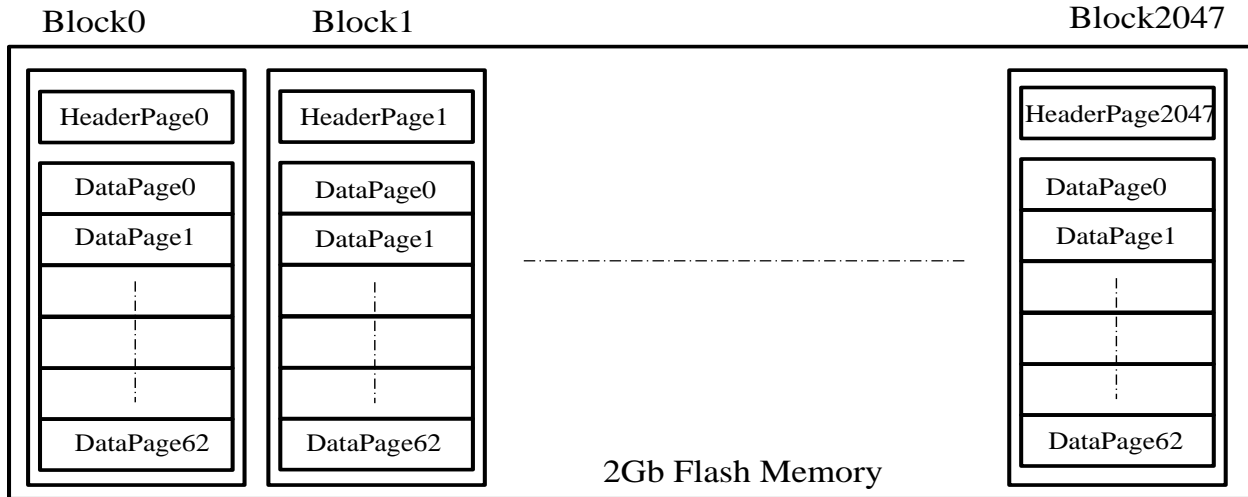 Block0 Block1 Block2047
HeaderPage0 HeaderPage1 HeaderPage2047
DataPage0 DataPage0 DataPage0
DataPage1 DataPage1 DataPage1
DataPage62 DataPage62 DataPage62
2Gb Flash Memory